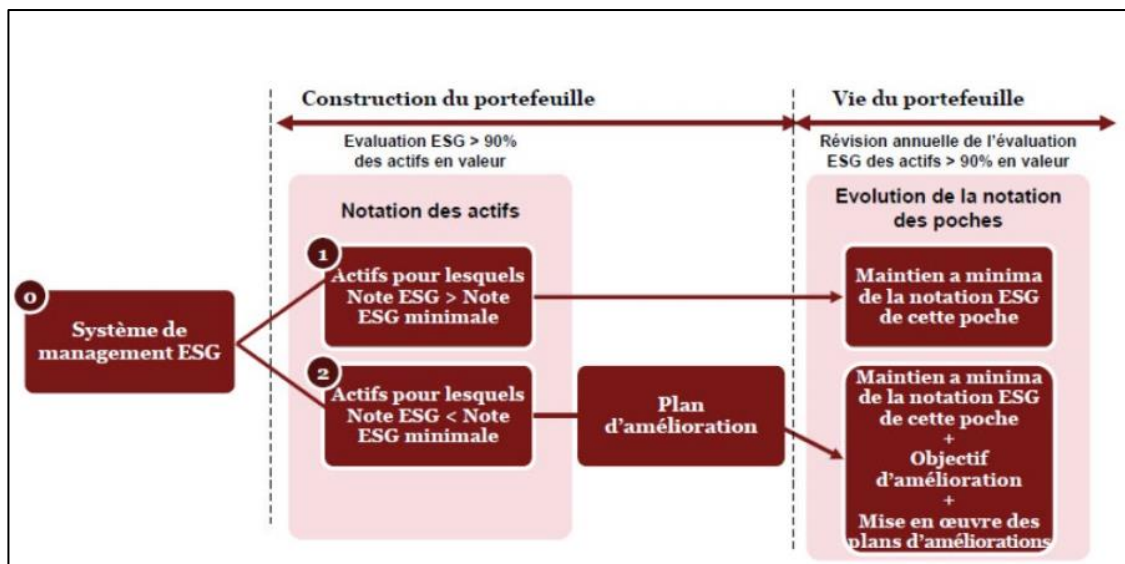 Construction du portefeuille
Vie du portefeuille
Evaluation ESG > 90%
des actifs en valeur
Révision annuelle de l'évaluation
ESG des actifs > 90% en valeur
Notation des actifs
Evolution de la notation
des poches
0
Système de
management ESG
1
Actifs pour lesquels
Note ESG > Note
ESG minimale
Maintien a minima
de la notation ESG
de cette poche
2
Actifs pour lesquels
Note ESG < Note
ESG minimale
Plan
d'amélioration
Maintien a minima
de la notation ESG
de cette poche
+
Objectif
d'amélioration
+
Mise en œuvre des
plans d'améliorations